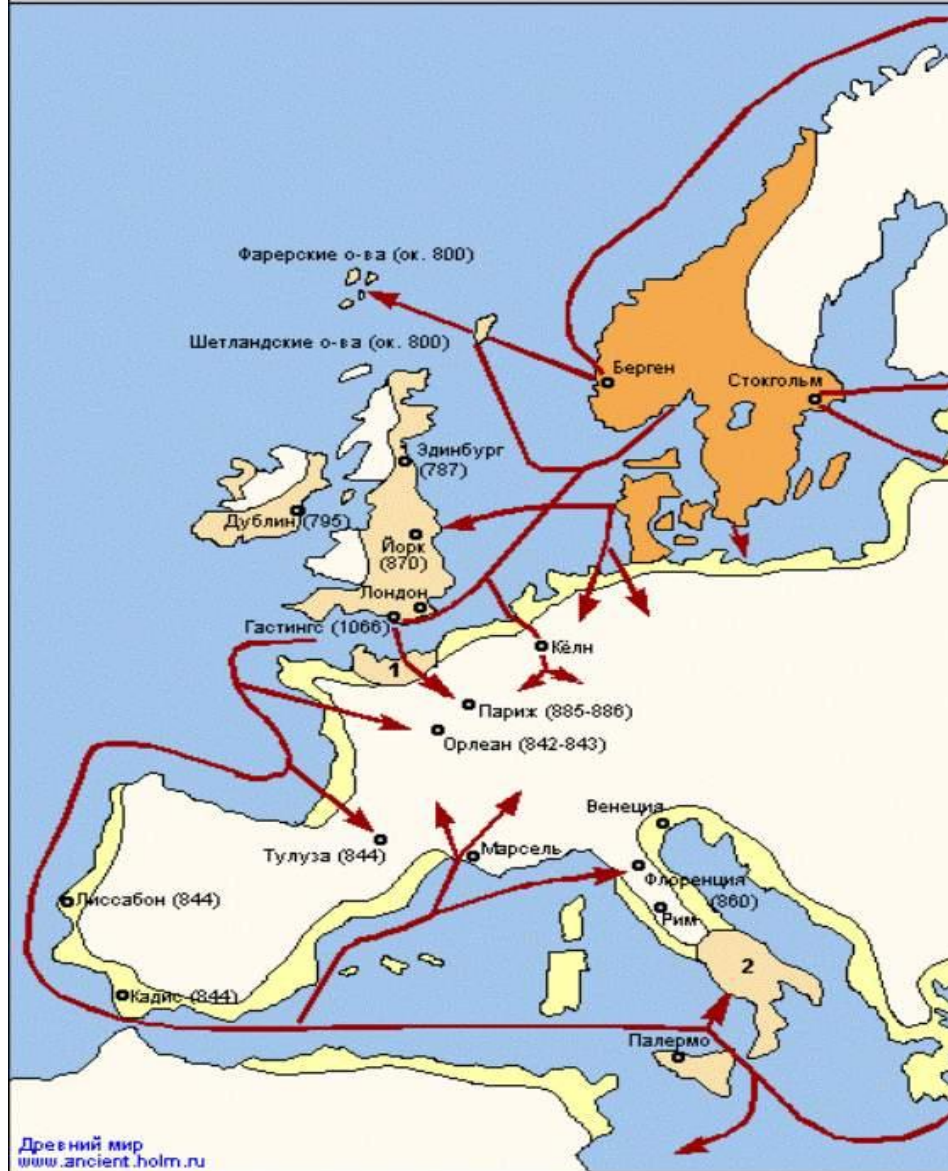 Фарерские о-ва (ок. 800)
Шетландские о-ва (ок. 800)
Берген
Стокгольм
Эдинбург
(787)
Дублин (795)
Йорк
(870)
Лондон
Гастингс (1066)
Кёлн
1
Париж (885-886)
Орлеан (842-843)
Венеция
Тулуза (844)
Марсель
Флоренция
(860)
Лиссабон (844)
Рим
2
Кадис (844)
Палермо
Древний мир
www.ancient.holm.ru